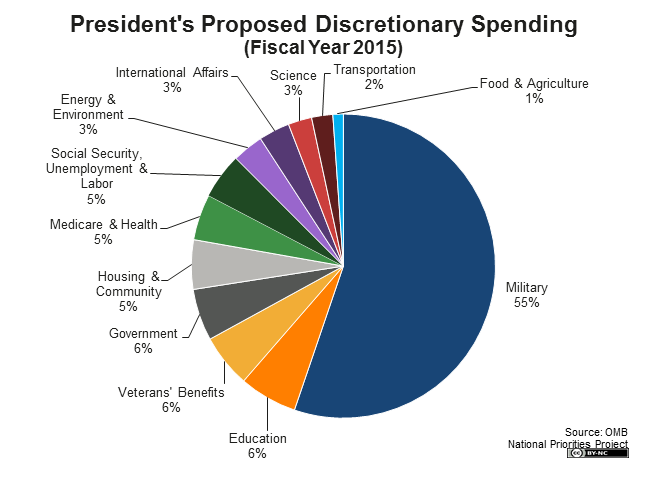 President's Proposed Discretionary Spending
(Fiscal Year 2015)
International Affairs
3%
Science
3%
Transportation
2%
Food & Agriculture
1%
Energy &
Environment
3%
Social Security,
Unemployment &
Labor
5%
Medicare & Health
5%
Housing &
Community
5%
Government
6%
Veterans' Benefits
6%
Education
6%
Military
55%
Source: OMB
National Priorities Project
cc BY-NC